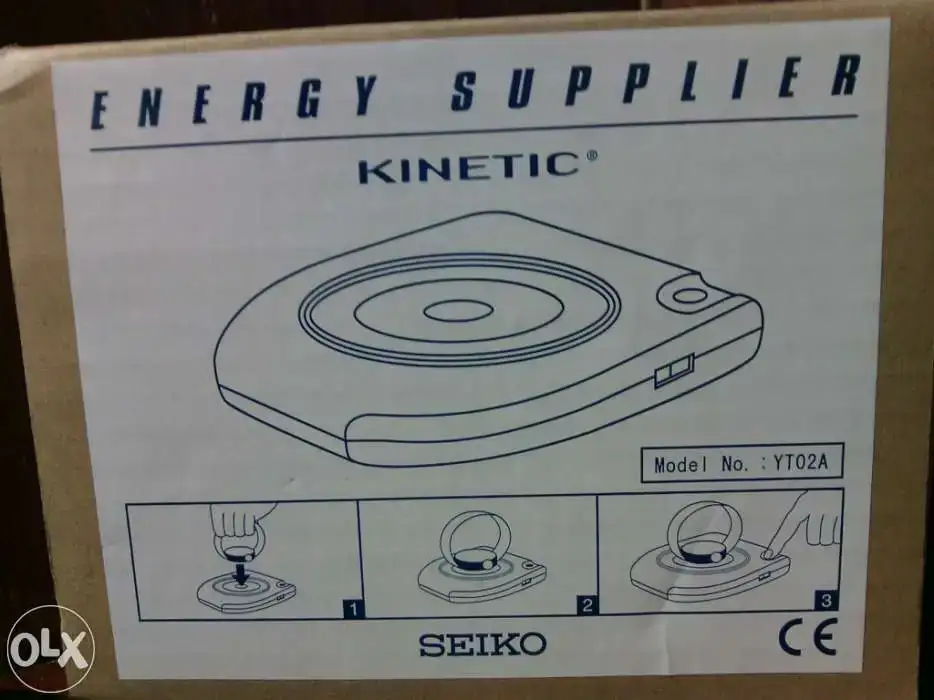 ENERGY SUPPLIER
KINETIC®
Model No. : YT02A
1
2
3
SEIKO
CE
OLX